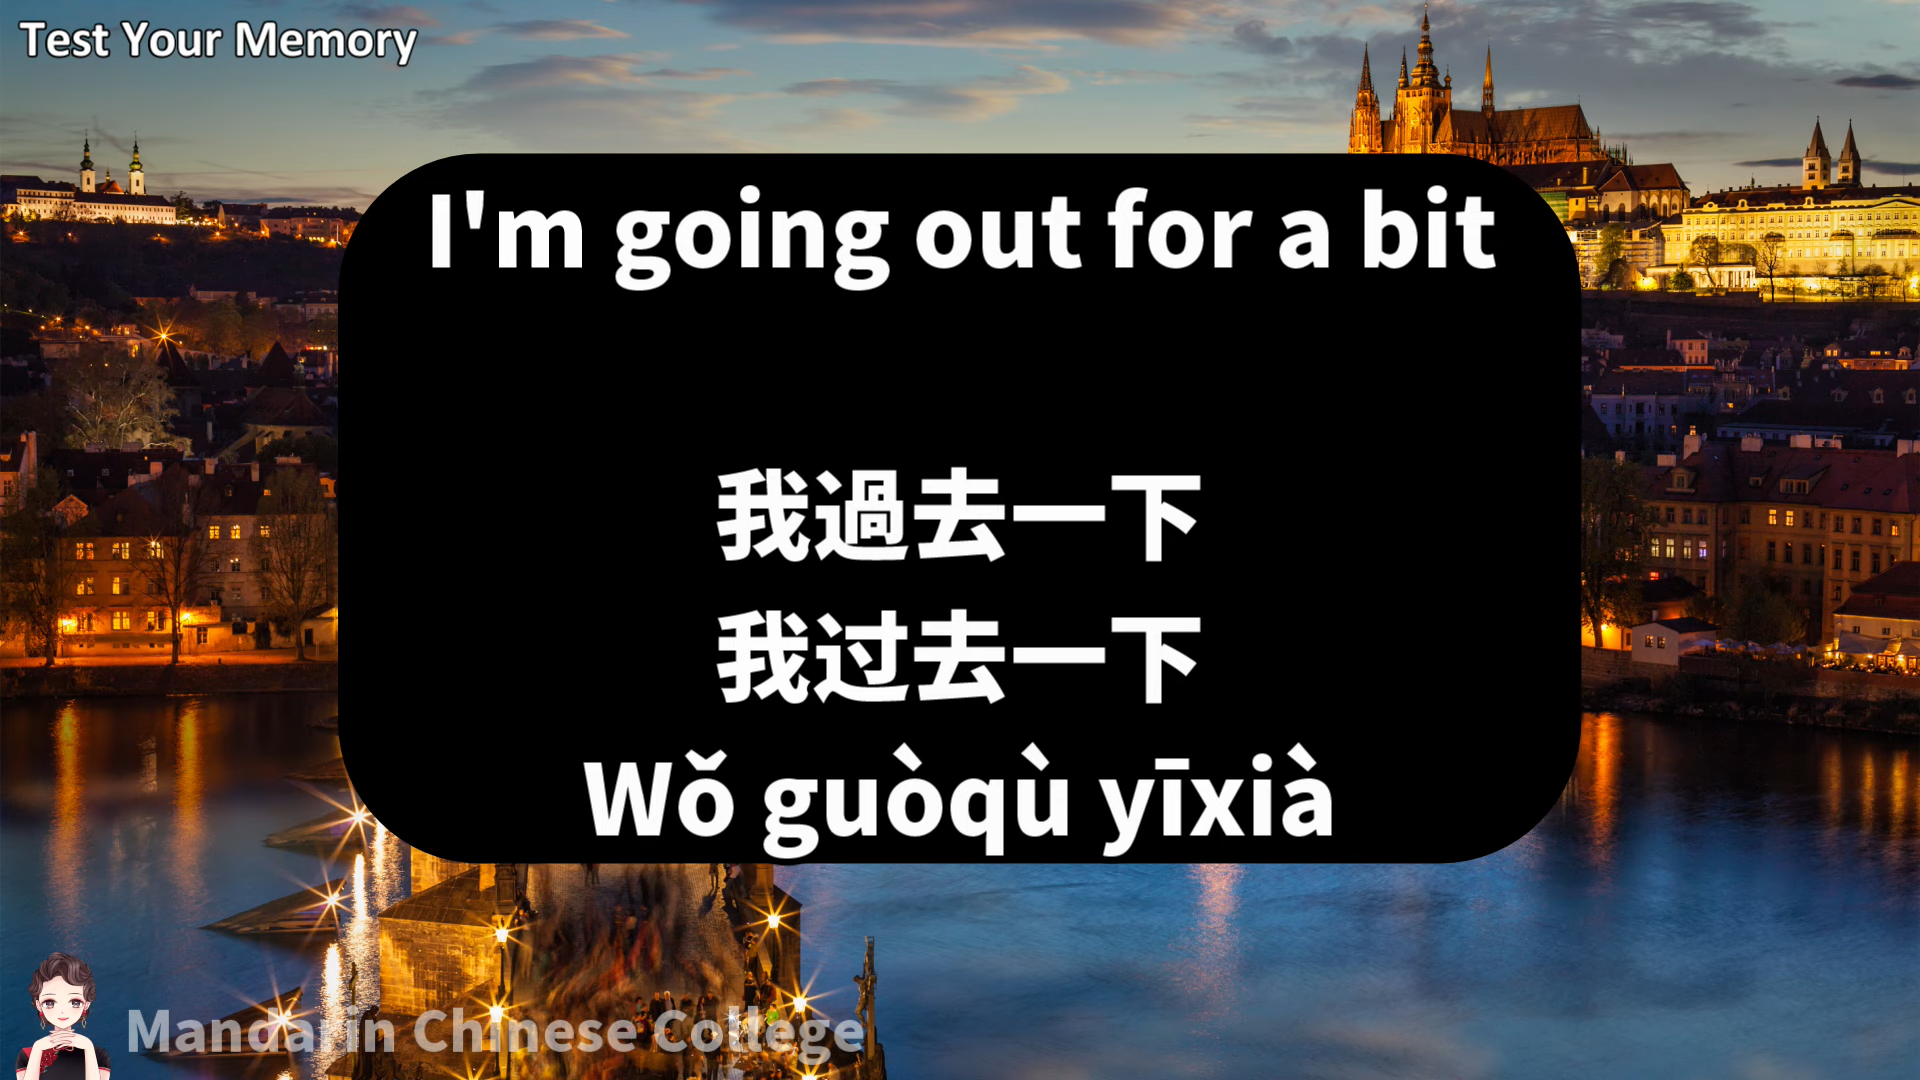 Test Your Memory
I'm going out for a bit
我過去一下
我过去一下
Wǒ guòqù yīxià
Mandarin Chinese College